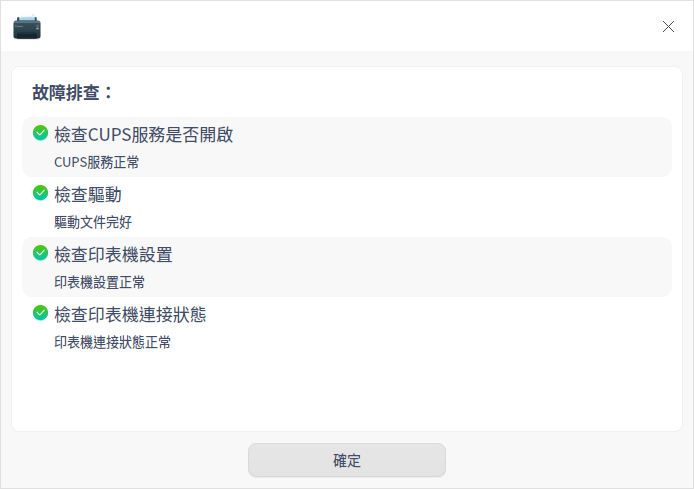 故障排查：
檢查CUPS服務是否開啟
CUPS服務正常
檢查驅動
驅動文件完好
檢查印表機設置
印表機設置正常
檢查印表機連接狀態
印表機連接狀態正常
確定